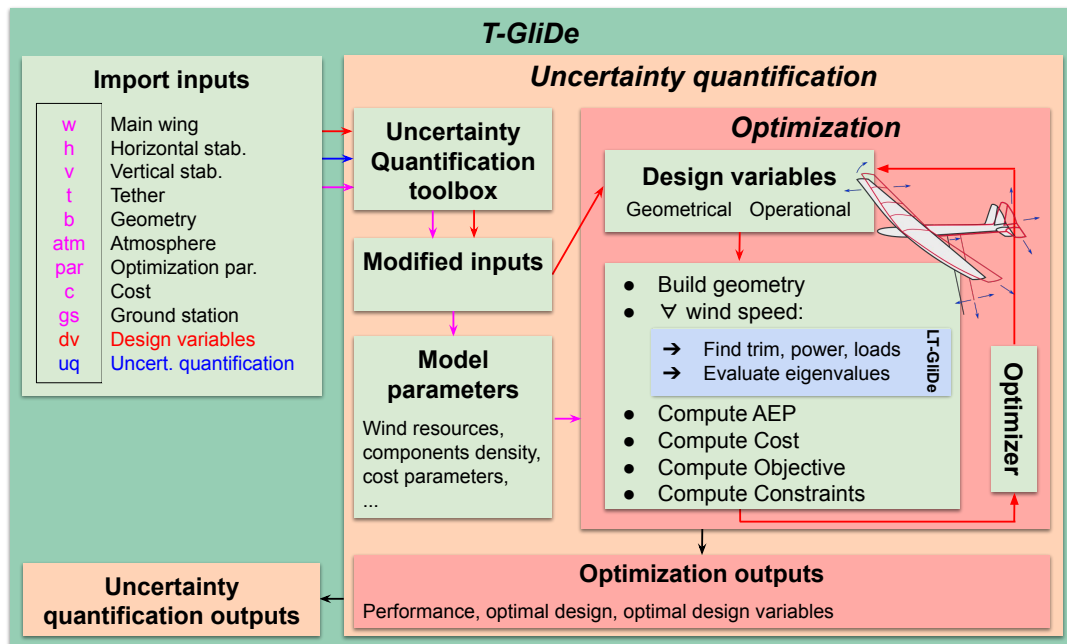 T-GliDe
Import inputs
w Main wing
h Horizontal stab.
v Vertical stab.
t Tether
b Geometry
atm Atmosphere
par Optimization par.
c Cost
gs Ground station
dv Design variables
uq Uncert. quantification
Uncertainty quantification
Uncertainty
Quantification
toolbox
Modified inputs
Model
parameters
Wind resources,
components density,
cost parameters,
...
Optimization
Design variables
Geometrical Operational
● Build geometry
● ∀ wind speed:
➔ Find trim, power, loads
➔ Evaluate eigenvalues
LT-GliDe
● Compute AEP
● Compute Cost
● Compute Objective
● Compute Constraints
Optimizer
Optimization outputs
Performance, optimal design, optimal design variables
Uncertainty
quantification outputs